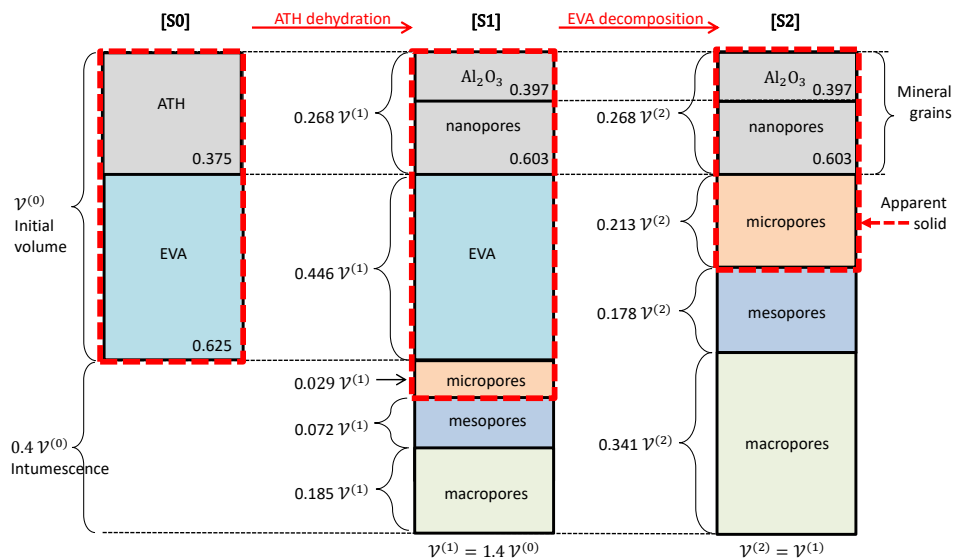 [S0]
ATH dehydration
[S1]
EVA decomposition
[S2]
ATH
0.375
EVA
0.625
𝒱⁽⁰⁾
Initial
volume
0.4 𝒱⁽⁰⁾
Intumescence
0.268 𝒱⁽¹⁾
0.446 𝒱⁽¹⁾
0.029 𝒱⁽¹⁾
0.072 𝒱⁽¹⁾
0.185 𝒱⁽¹⁾
Al₂O₃
0.397
nanopores
0.603
EVA
micropores
mesopores
macropores
𝒱⁽¹⁾ = 1.4 𝒱⁽⁰⁾
0.268 𝒱⁽²⁾
0.213 𝒱⁽²⁾
0.178 𝒱⁽²⁾
0.341 𝒱⁽²⁾
Al₂O₃
0.397
nanopores
0.603
micropores
mesopores
macropores
𝒱⁽²⁾ = 𝒱⁽¹⁾
Mineral
grains
Apparent
solid